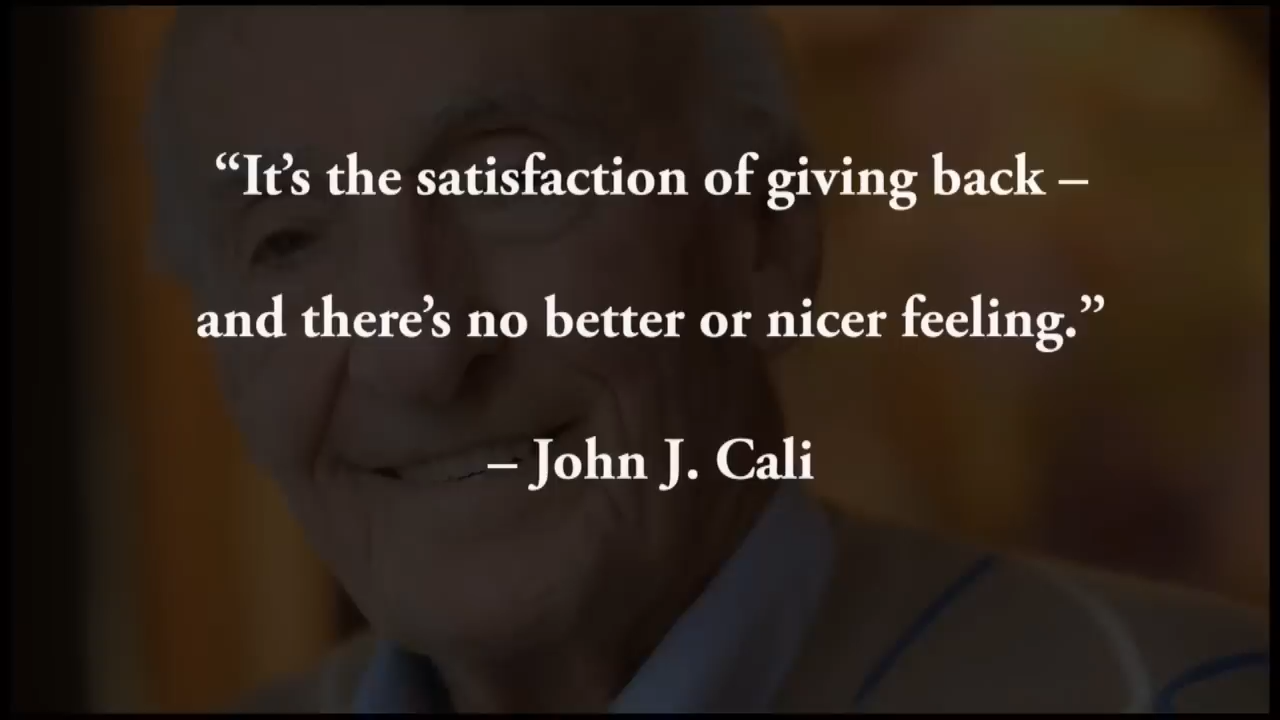 “It’s the satisfaction of giving back –
and there’s no better or nicer feeling.”
– John J. Cali